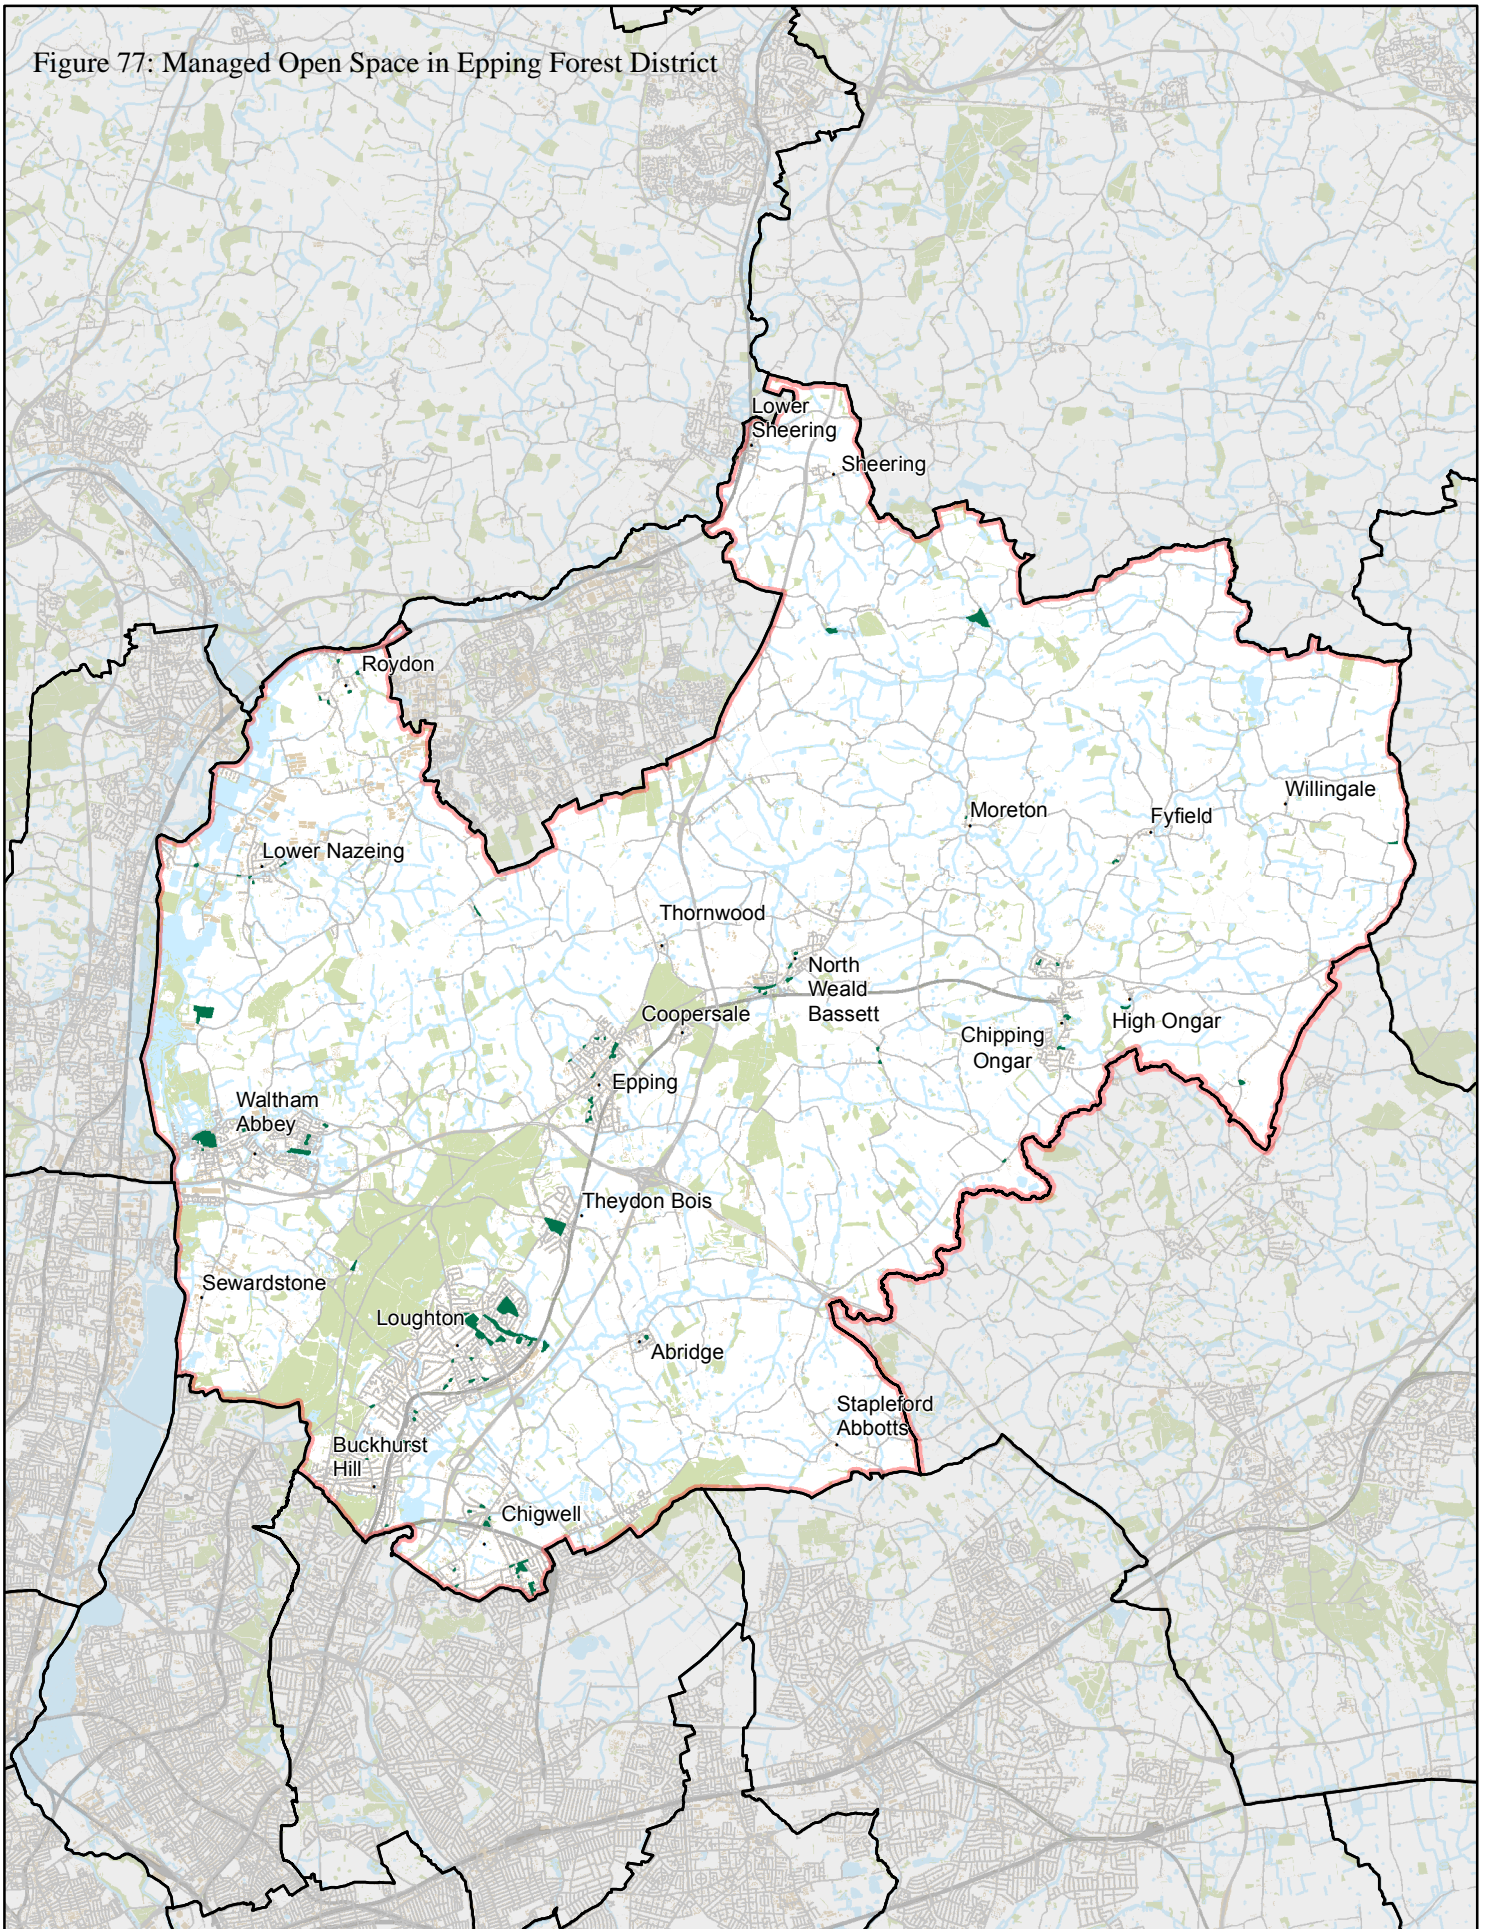 Figure 77: Managed Open Space in Epping Forest District
Lower
Sheering
Sheering
Roydon
Willingale
Moreton
Fyfield
Lower Nazeing
Thornwood
North
Weald
Bassett
Coopersale
High Ongar
Chipping
Ongar
Epping
Waltham
Abbey
Theydon Bois
Sewardstone
Loughton
Abridge
Stapleford
Abbotts
Buckhurst
Hill
Chigwell